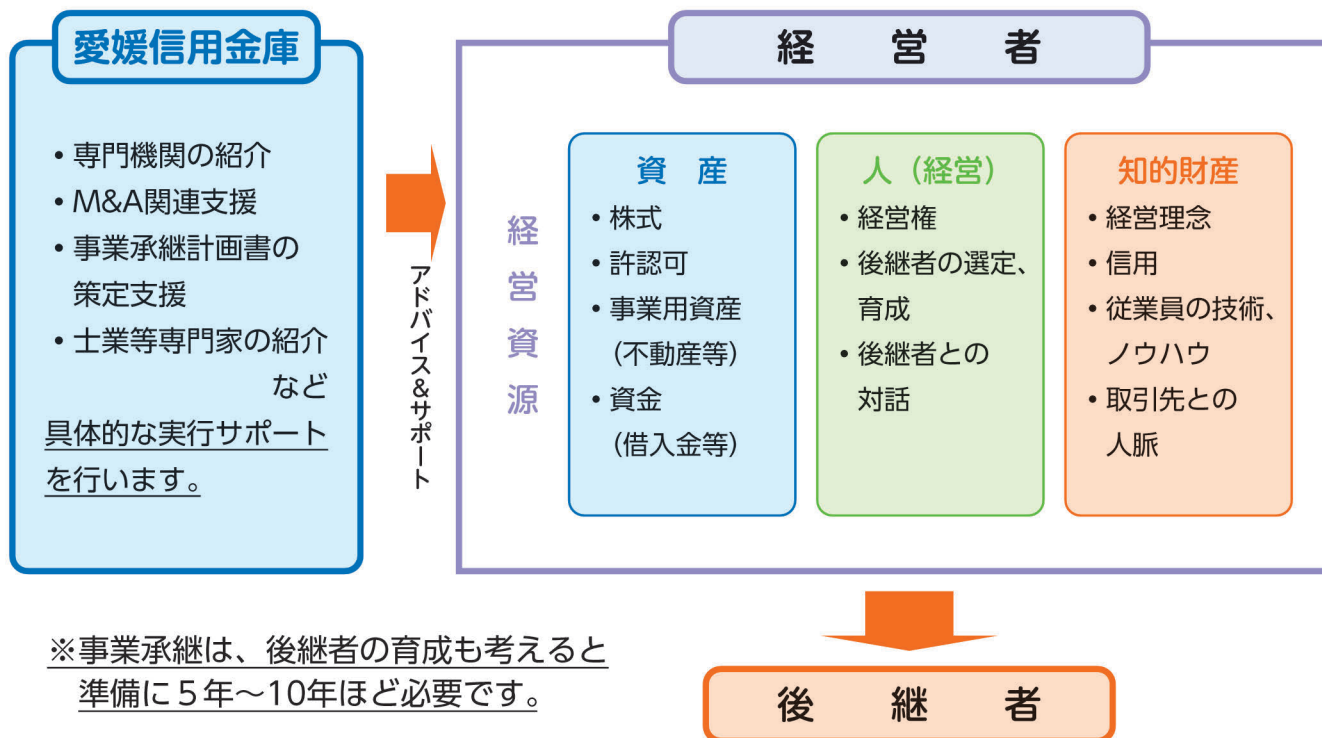 愛媛信用金庫
・専門機関の紹介
・M&A関連支援
・事業承継計画書の
策定支援
・士業等専門家の紹介
など
具体的な実行サポート
を行います。
アドバイス&サポート
経営者
経営資源
資産
・株式
・許認可
・事業用資産
（不動産等）
・資金
（借入金等）
人（経営）
・経営権
・後継者の選定、
育成
・後継者との
対話
知的財産
・経営理念
・信用
・従業員の技術、
ノウハウ
・取引先との
人脈
※事業承継は、後継者の育成も考えると
準備に５年～10年ほど必要です。
後継者